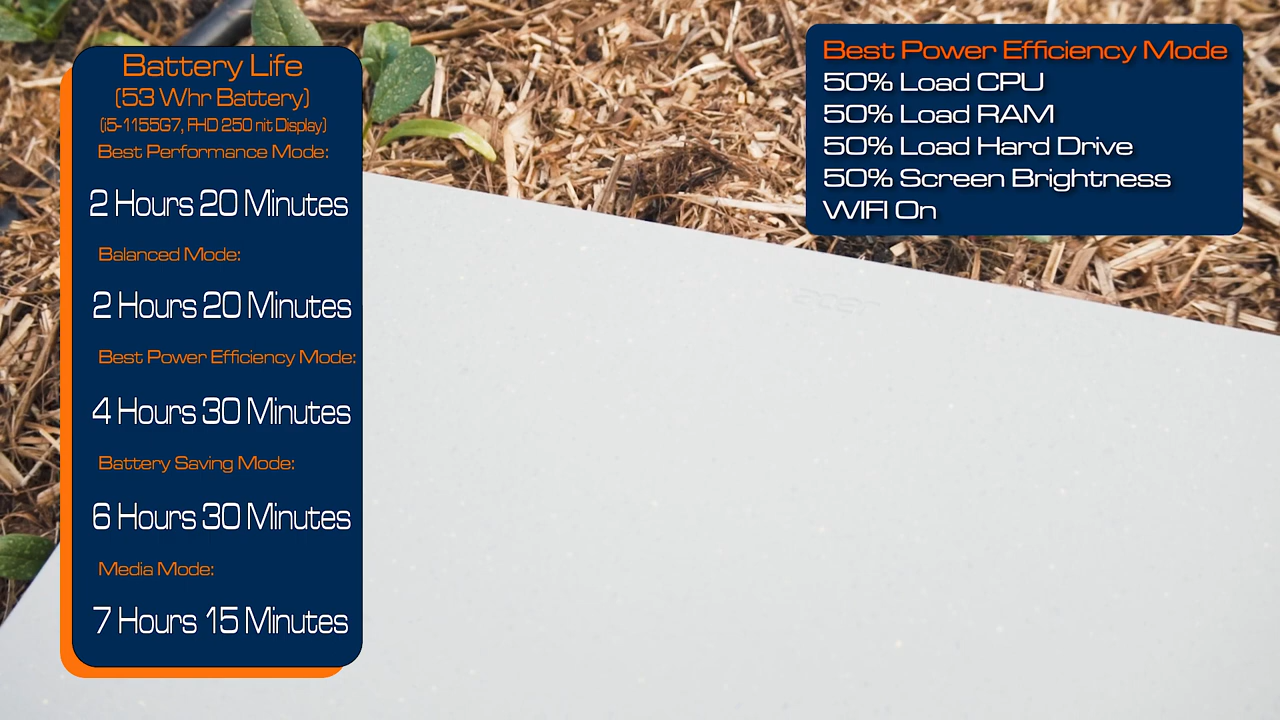 Battery Life
(53 Whr Battery)
(i5-1155G7, FHD 250 nit Display)
Best Performance Mode:
2 Hours 20 Minutes
Balanced Mode:
2 Hours 20 Minutes
Best Power Efficiency Mode:
4 Hours 30 Minutes
Battery Saving Mode:
6 Hours 30 Minutes
Media Mode:
7 Hours 15 Minutes
Best Power Efficiency Mode
50% Load CPU
50% Load RAM
50% Load Hard Drive
50% Screen Brightness
WIFI On
acer